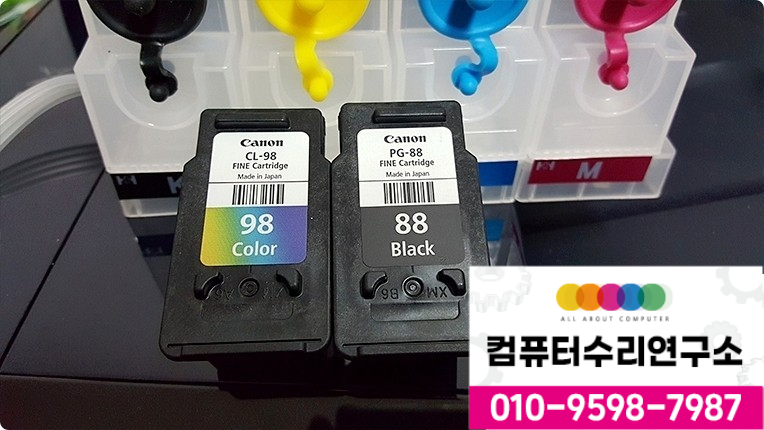 Canon
CL-98
FINE Cartridge
Made in Japan
98
Color
Canon
PG-88
FINE Cartridge
Made in Japan
88
Black
K
M
ALL ABOUT COMPUTER
컴퓨터수리연구소
010-9598-7987